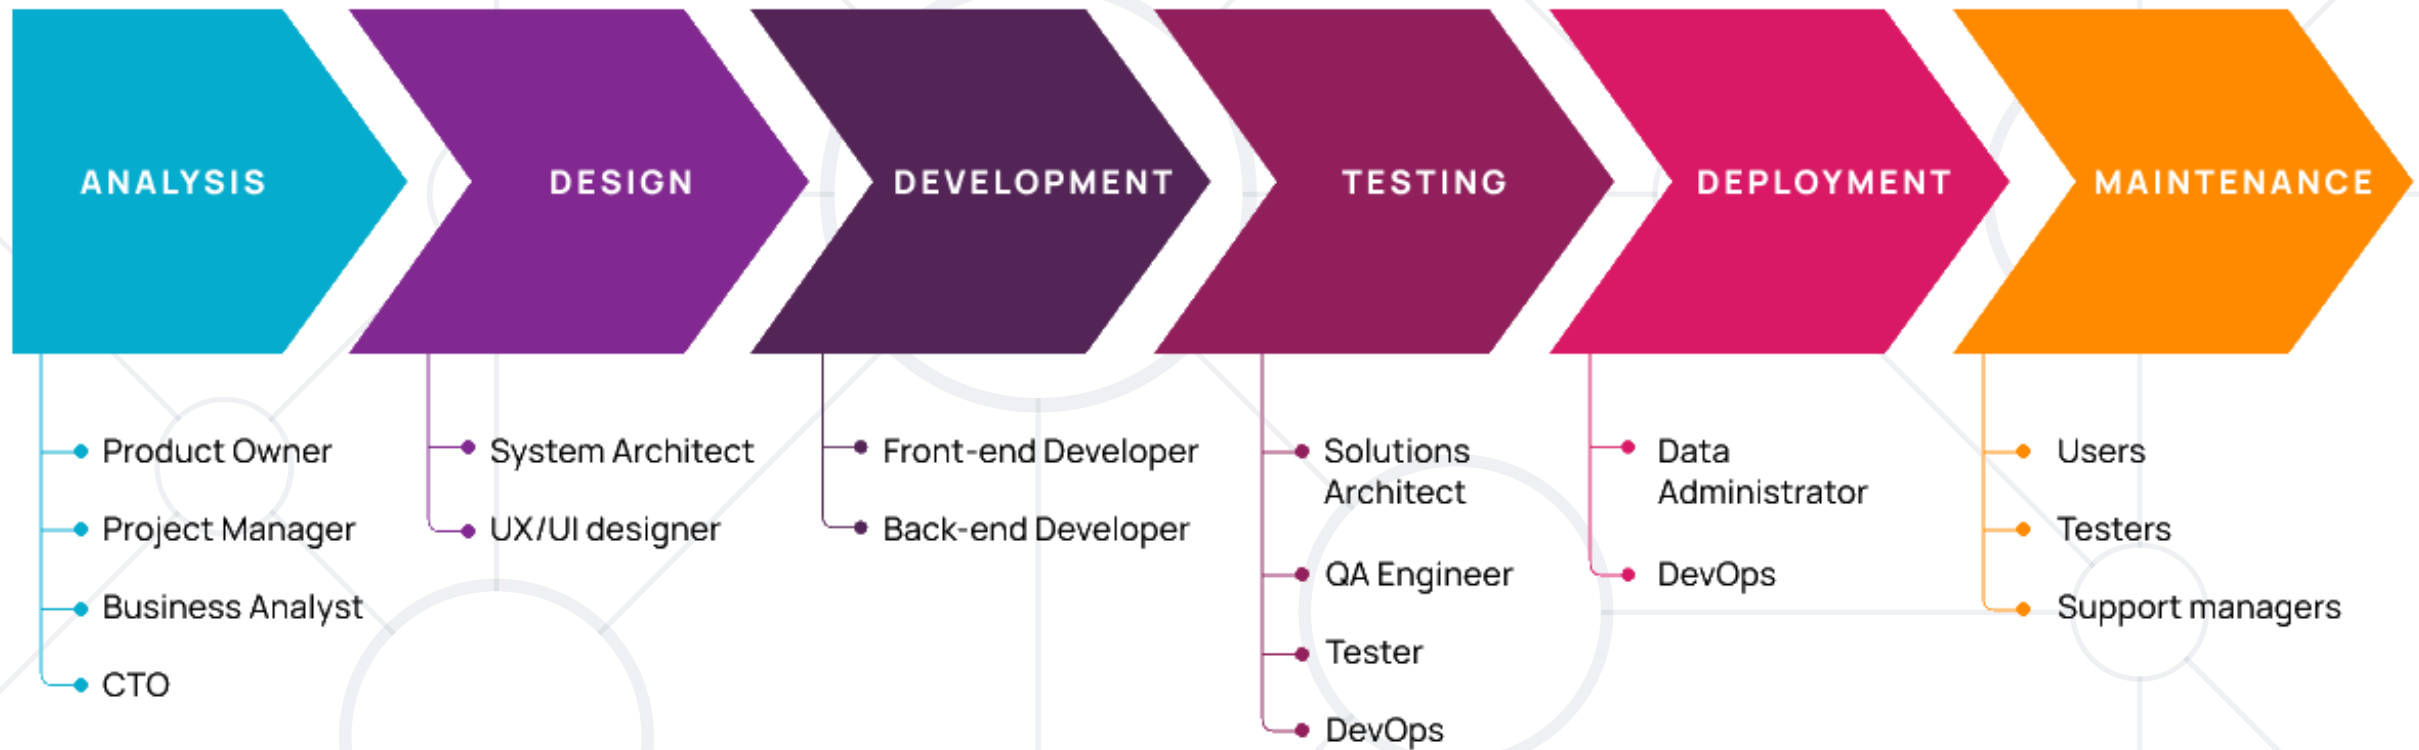 ANALYSIS
DESIGN
DEVELOPMENT
TESTING
DEPLOYMENT
MAINTENANCE
Product Owner
Project Manager
Business Analyst
CTO
System Architect
UX/UI designer
Front-end Developer
Back-end Developer
Solutions
Architect
QA Engineer
Tester
DevOps
Data
Administrator
DevOps
Users
Testers
Support managers